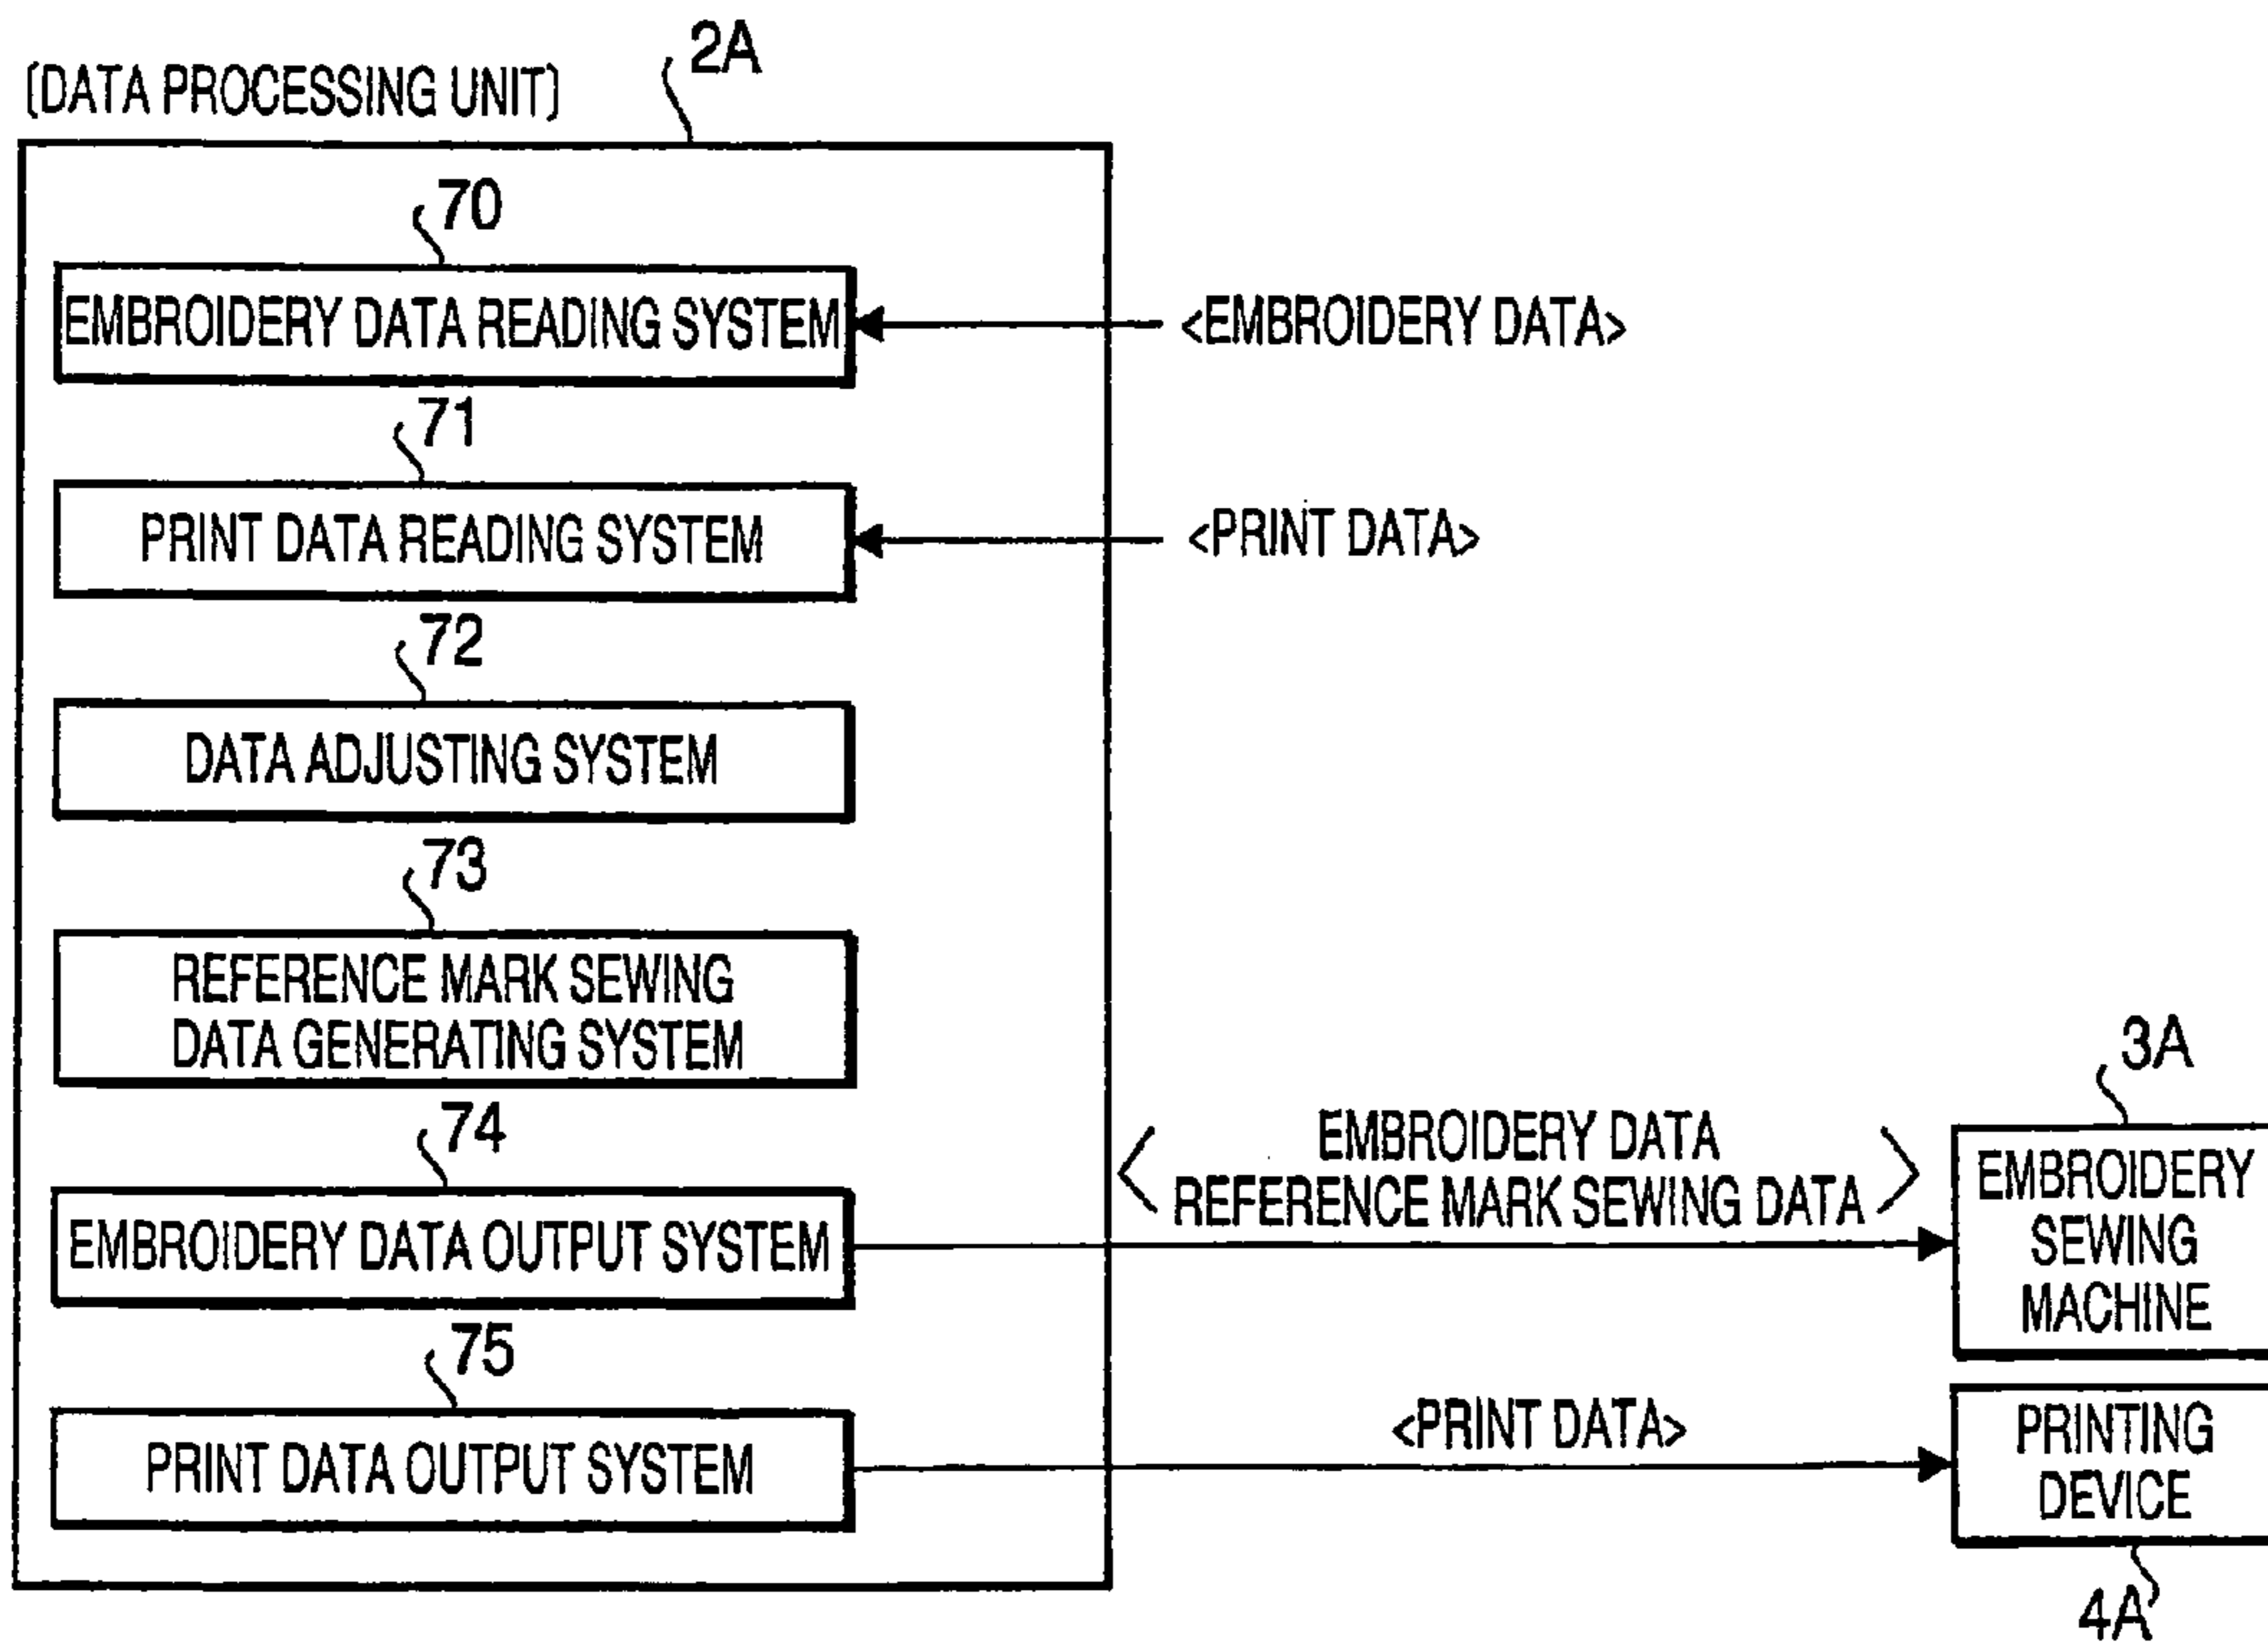 2A
[DATA PROCESSING UNIT]
70
EMBROIDERY DATA READING SYSTEM
<EMBROIDERY DATA>
71
PRINT DATA READING SYSTEM
<PRINT DATA>
72
DATA ADJUSTING SYSTEM
73
REFERENCE MARK SEWING
DATA GENERATING SYSTEM
74
EMBROIDERY DATA OUTPUT SYSTEM
<EMBROIDERY DATA
REFERENCE MARK SEWING DATA>
3A
EMBROIDERY
SEWING
MACHINE
75
PRINT DATA OUTPUT SYSTEM
<PRINT DATA>
PRINTING
DEVICE
4A